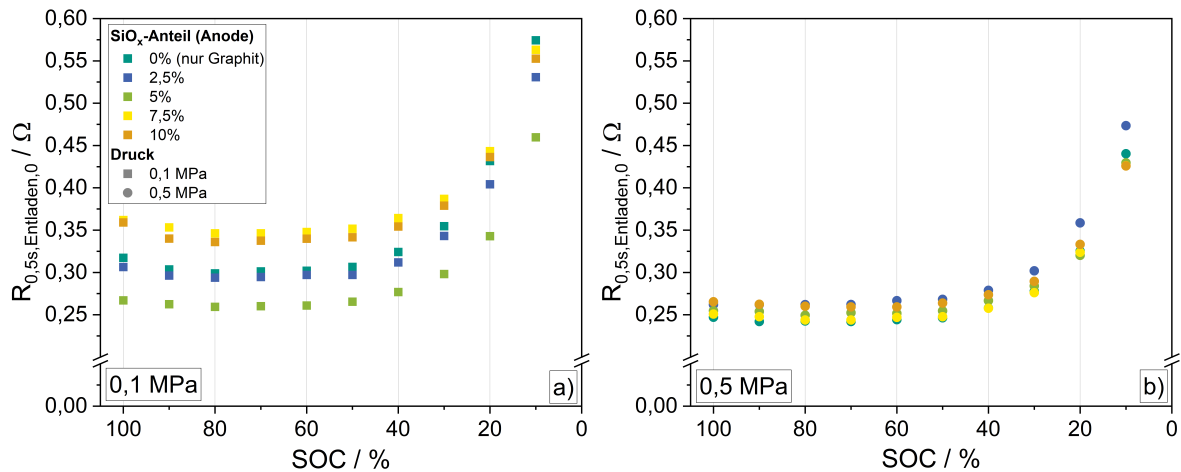 0,60
0,55
0,50
0,45
0,40
0,35
0,30
0,25
0,00
R0,5s,Entladen,0 / Ω
SiOx-Anteil (Anode)
0% (nur Graphit)
2,5%
5%
7,5%
10%
Druck
0,1 MPa
0,5 MPa
0,1 MPa
a)
100 80 60 40 20 0
SOC / %
0,60
0,55
0,50
0,45
0,40
0,35
0,30
0,25
0,00
R0,5s,Entladen,0 / Ω
0,5 MPa
b)
100 80 60 40 20 0
SOC / %